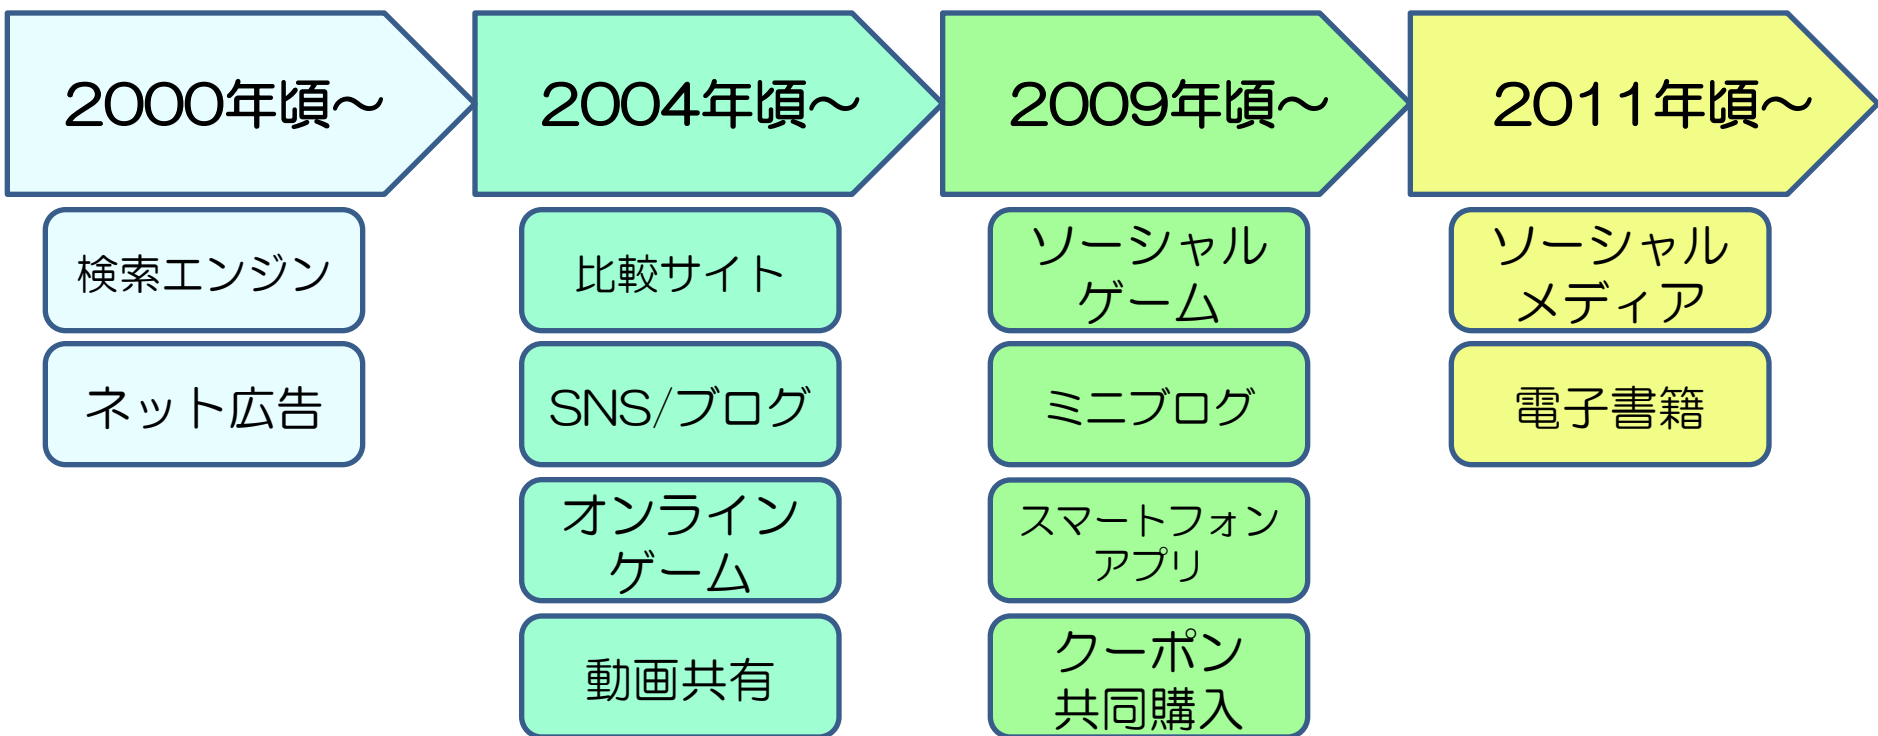 2000年頃～
2004年頃～
2009年頃～
2011年頃～
検索エンジン
ネット広告
比較サイト
SNS/ブログ
オンライン
ゲーム
動画共有
ソーシャル
ゲーム
ミニブログ
スマートフォン
アプリ
クーポン
共同購入
ソーシャル
メディア
電子書籍